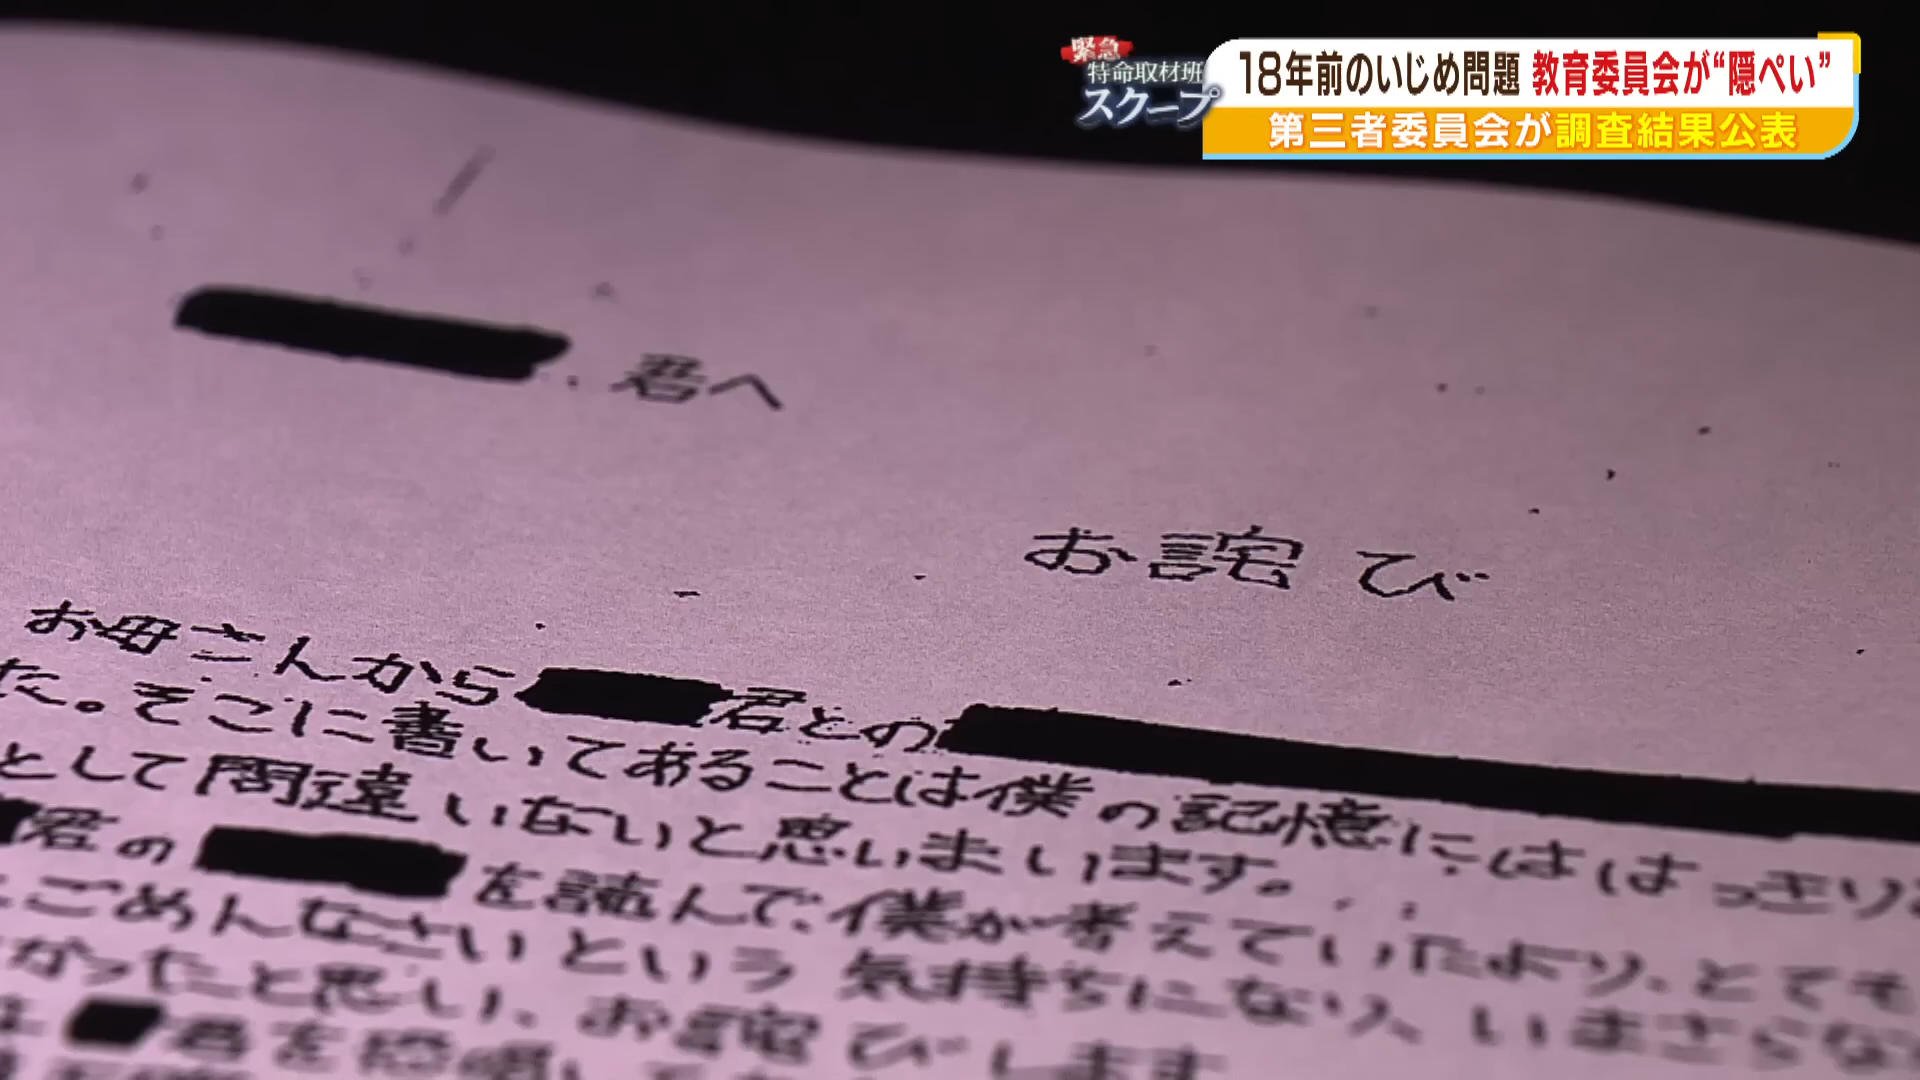 緊急
特命取材班
スクープ
18年前のいじめ問題 教育委員会が“隠ぺい”
第三者委員会が調査結果公表
君へ
お詫び
お母さんから 君との
た。そこに書いてあることは僕の記憶にははっきり
として間違いないと思いまいます。
君の を読んで、僕が考えていたより、とても
ごめんなさいという気持ちになり、いまさらな
かったと思い、お詫びします
君を恐喝し